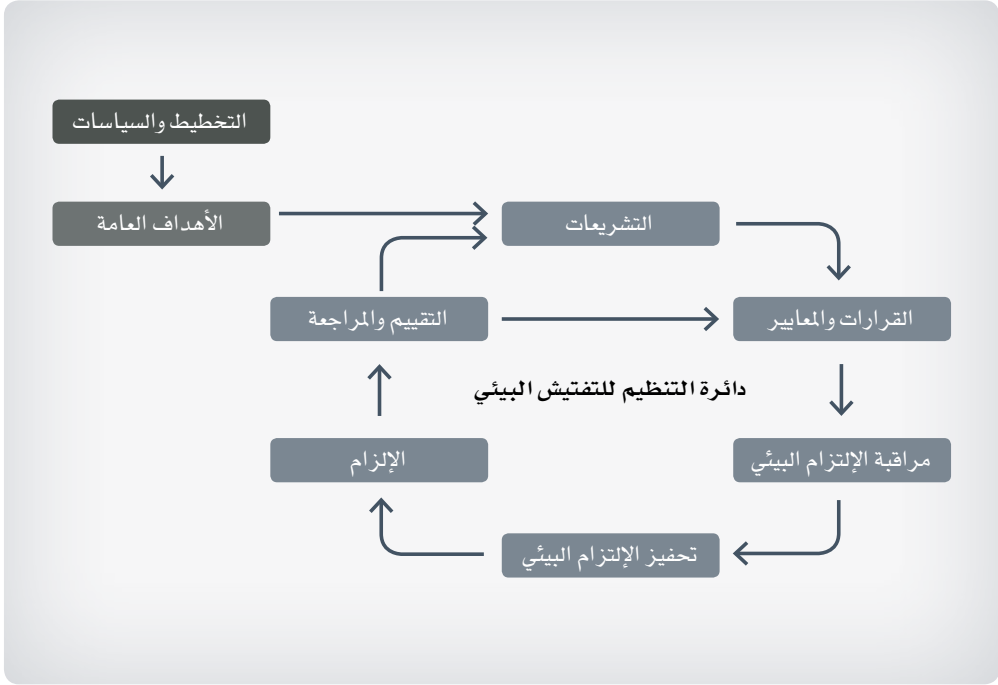 التخطيط والسياسات
الأهداف العامة
التشريعات
التقييم والمراجعة
القرارات والمعايير
دائرة التنظيم للتفتيش البيئي
الإلزام
مراقبة الإلتزام البيئي
تحفيز الإلتزام البيئي